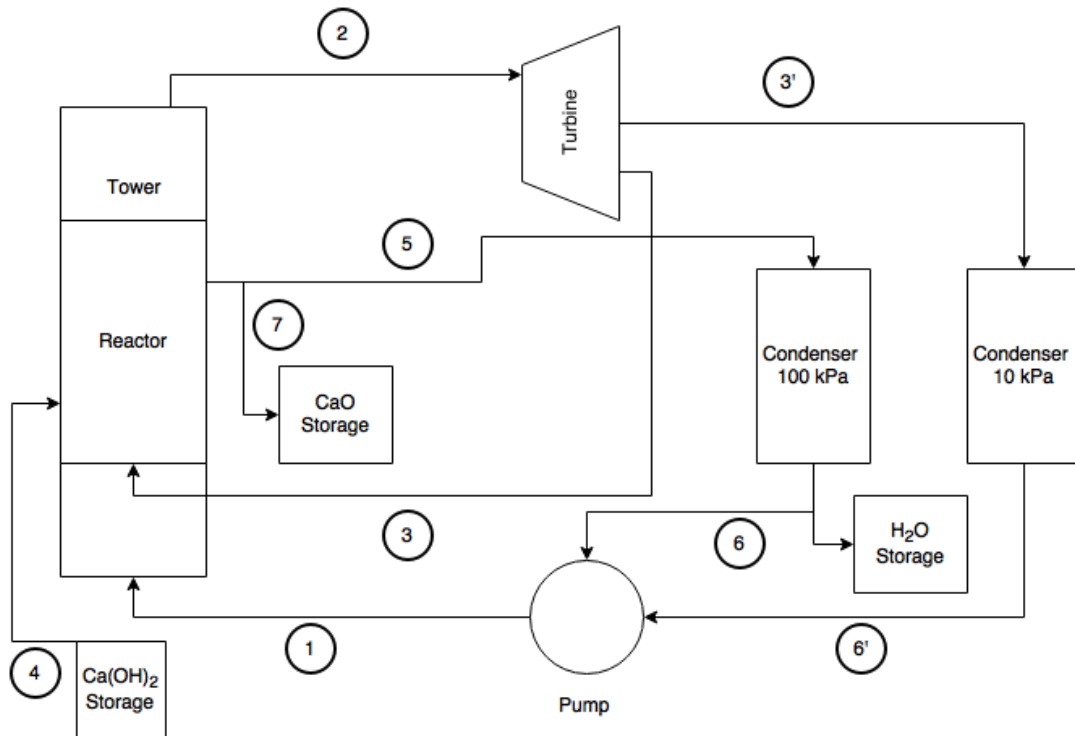 2
3'
Turbine
Tower
5
7
Reactor
Condenser
100 kPa
Condenser
10 kPa
CaO
Storage
3
6
H₂O
Storage
1
6'
4
Ca(OH)₂
Storage
Pump